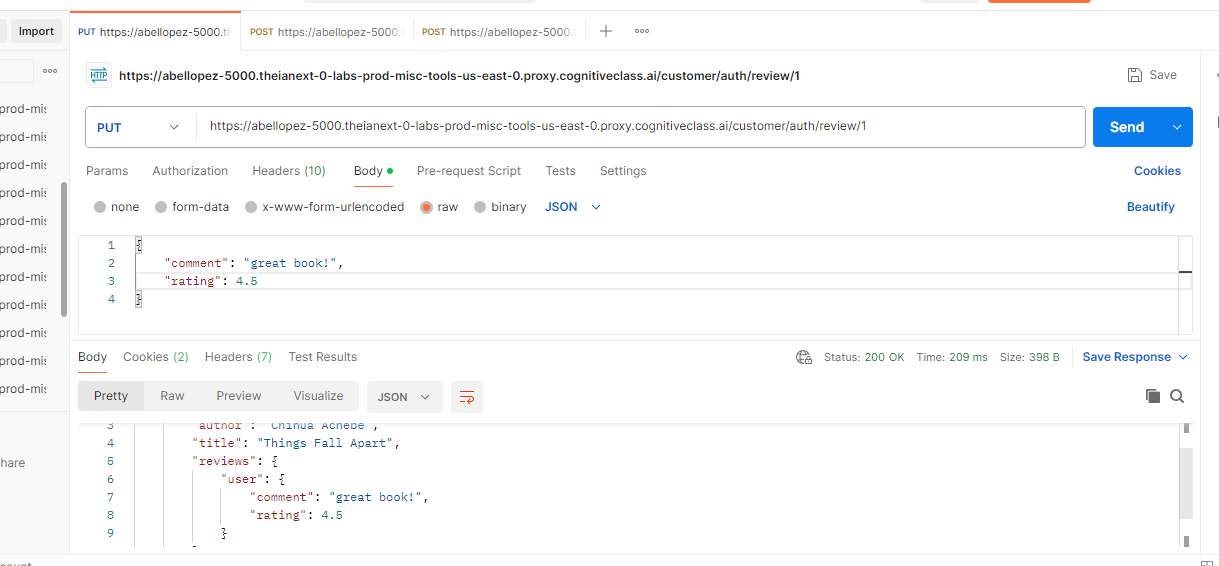 Import
PUT https://abellopez-5000.th
POST https://abellopez-5000.
POST https://abellopez-5000.
HTTP https://abellopez-5000.theianext-0-labs-prod-misc-tools-us-east-0.proxy.cognitiveclass.ai/customer/auth/review/1
Save
PUT https://abellopez-5000.theianext-0-labs-prod-misc-tools-us-east-0.proxy.cognitiveclass.ai/customer/auth/review/1
Send
Params Authorization Headers (10) Body Pre-request Script Tests Settings Cookies
none form-data x-www-form-urlencoded raw binary JSON Beautify
1 {
2 "comment": "great book!",
3 "rating": 4.5
4 }
Body Cookies (2) Headers (7) Test Results Status: 200 OK Time: 209 ms Size: 398 B Save Response
Pretty Raw Preview Visualize JSON
3 "author": "Chinua Achebe",
4 "title": "Things Fall Apart",
5 "reviews": {
6 "user": {
7 "comment": "great book!",
8 "rating": 4.5
9 }
prod-mis
prod-mis
prod-mis
prod-mis
prod-mis
prod-mis
prod-mis
prod-mis
prod-mis
prod-mis
prod-mis
hare